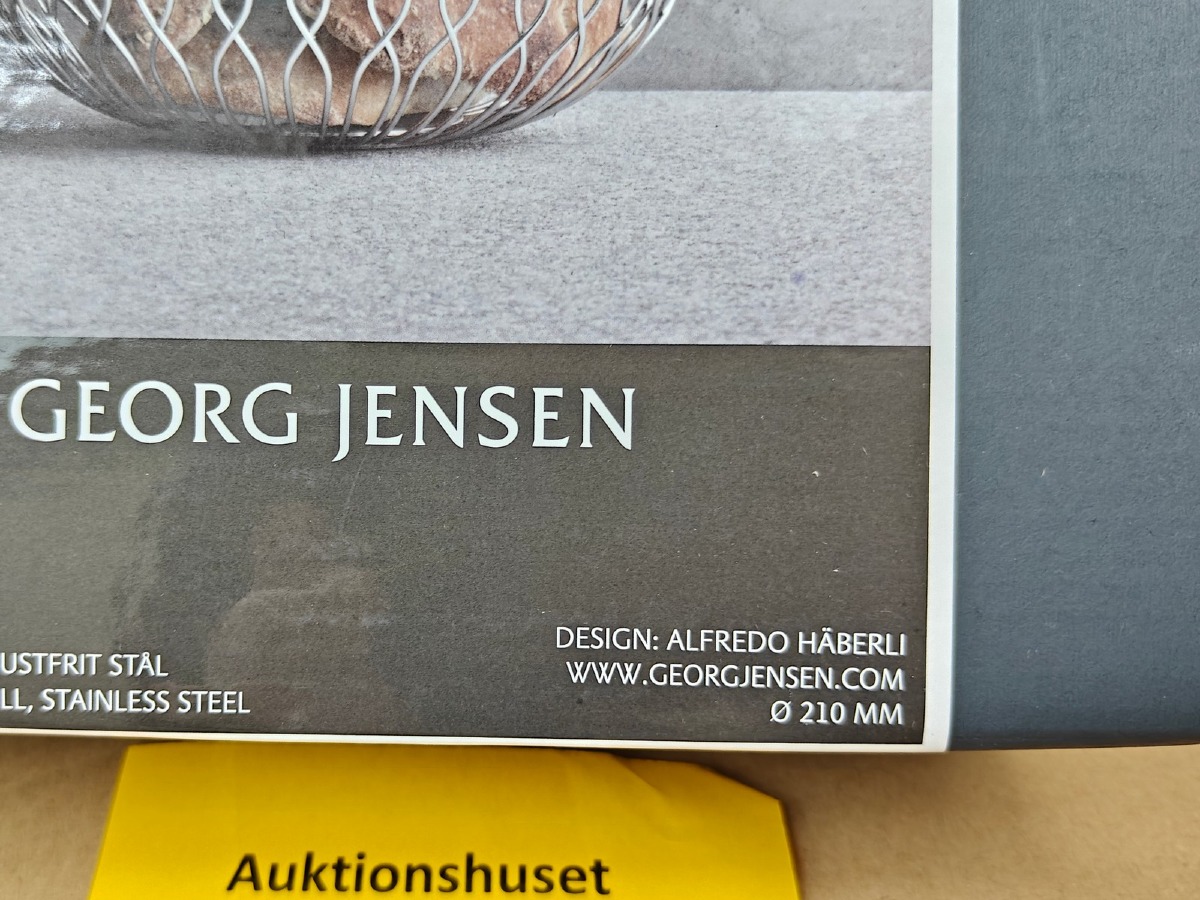 GEORG JENSEN
USTFRIT STÅL
LL, STAINLESS STEEL
DESIGN: ALFREDO HÄBERLI
WWW.GEORGJENSEN.COM
Ø 210 MM
Auktionshuset